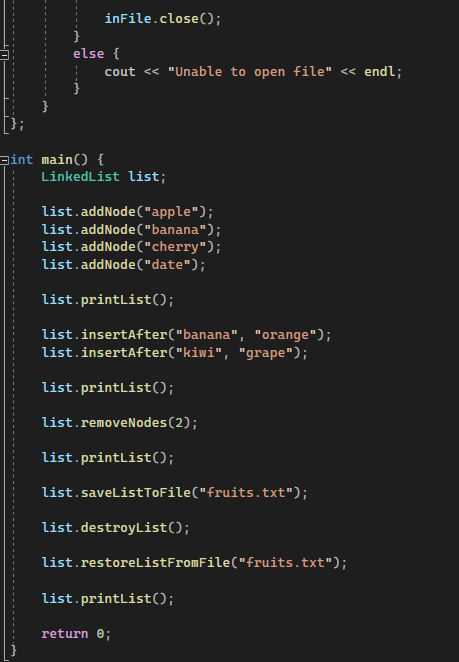 inFile.close();
}
else {
cout << "Unable to open file" << endl;
}
}
};
int main() {
LinkedList list;
list.addNode("apple");
list.addNode("banana");
list.addNode("cherry");
list.addNode("date");
list.printList();
list.insertAfter("banana", "orange");
list.insertAfter("kiwi", "grape");
list.printList();
list.removeNodes(2);
list.printList();
list.saveListToFile("fruits.txt");
list.destroyList();
list.restoreListFromFile("fruits.txt");
list.printList();
return 0;
}